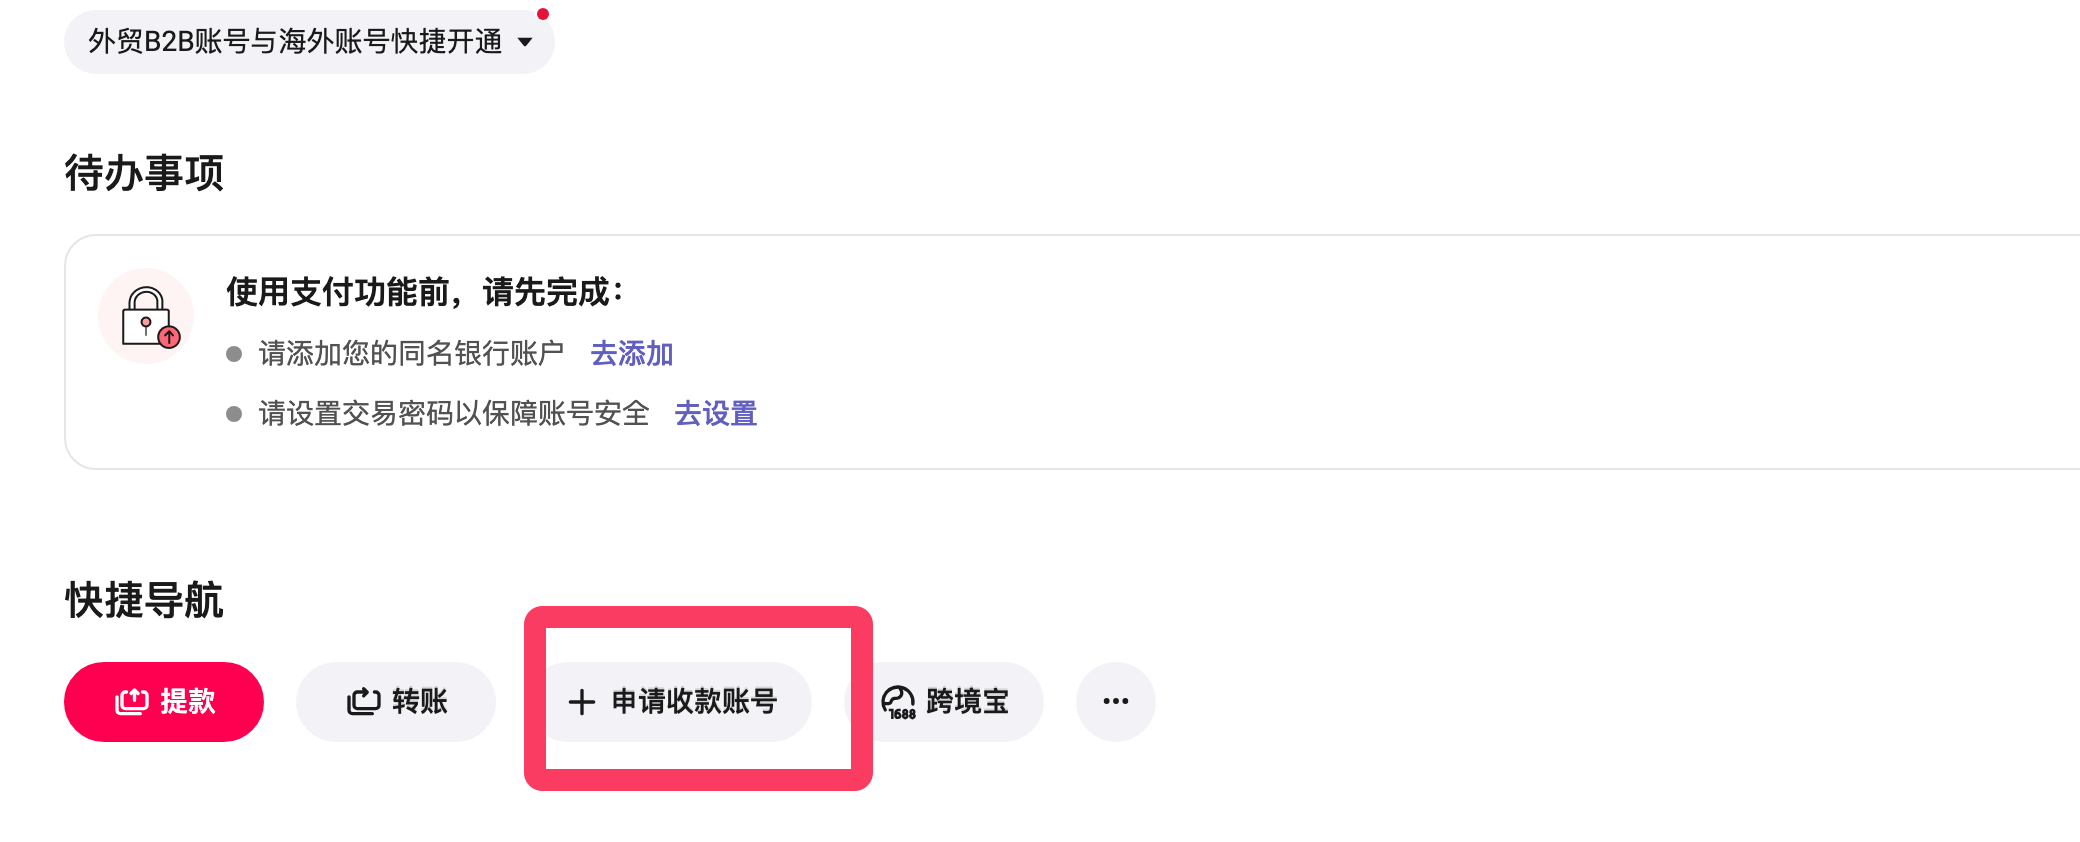 外贸B2B账号与海外账号快捷开通
待办事项
使用支付功能前，请先完成：
请添加您的同名银行账户 去添加
请设置交易密码以保障账号安全 去设置
快捷导航
提款 转账 申请收款账号 1688 跨境宝